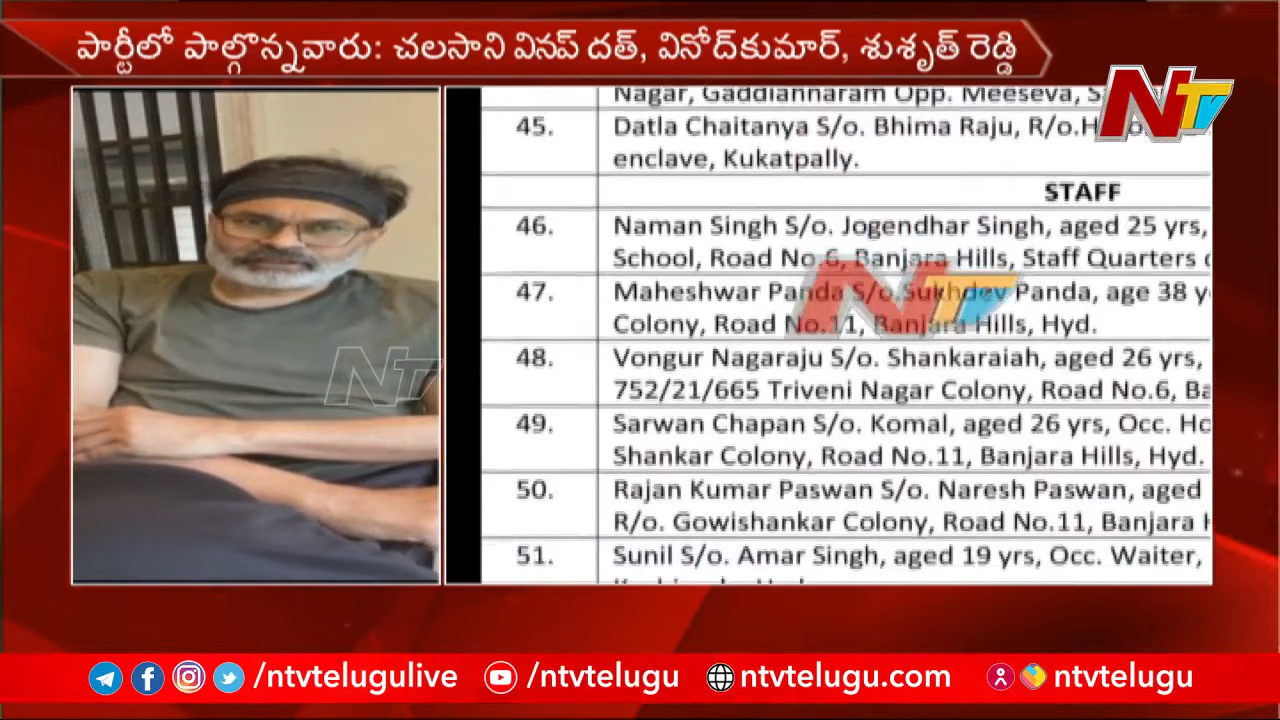 పార్టీలో పాల్గొన్నవారు: చలసాని వినప్ దత్, వినోద్‌కుమార్, శుశృత్ రెడ్డి
NTV
Nagar, Gaddiannaram Opp. Meeseva, S
45. Datla Chaitanya S/o. Bhima Raju, R/o.H
enclave, Kukatpally.
STAFF
46. Naman Singh S/o. Jogendhar Singh, aged 25 yrs,
School, Road No.6, Banjara Hills, Staff Quarters
47. Maheshwar Panda S/o.Sukhdev Panda, age 38 y
Colony, Road No.11, Banjara Hills, Hyd.
48. Vongur Nagaraju S/o. Shankaraiah, aged 26 yrs,
752/21/665 Triveni Nagar Colony, Road No.6, Ba
49. Sarwan Chapan S/o. Komal, aged 26 yrs, Occ. Ho
Shankar Colony, Road No.11, Banjara Hills, Hyd.
50. Rajan Kumar Paswan S/o. Naresh Paswan, aged
R/o. Gowishankar Colony, Road No.11, Banjara H
51. Sunil S/o. Amar Singh, aged 19 yrs, Occ. Waiter,
NTV
NTV
/ntvtelugulive /ntvtelugu ntvtelugu.com ntvtelugu